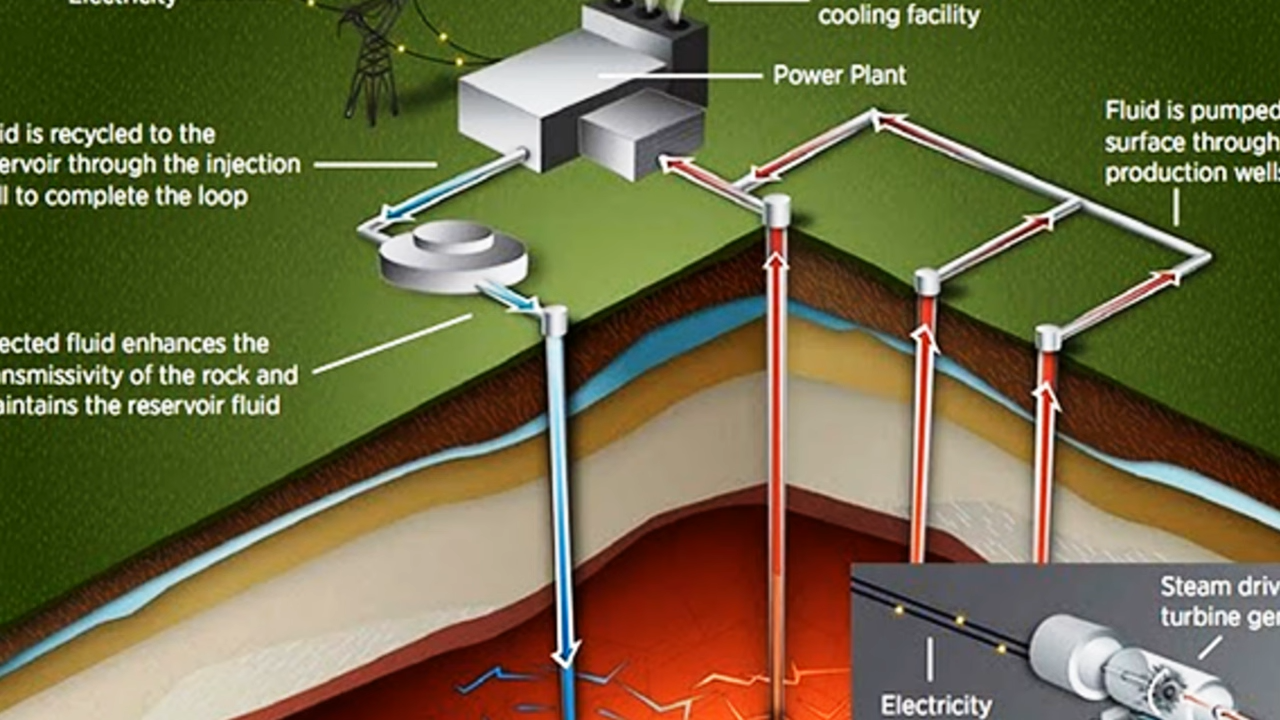 Electricity
cooling facility
Power Plant
id is recycled to the
ervoir through the injection
ll to complete the loop
Fluid is pumped
surface through
production wells
ected fluid enhances the
nsmissivity of the rock and
aintains the reservoir fluid
Steam driv
turbine ge
Electricity